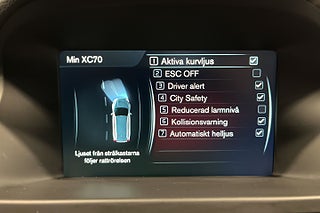 Min XC70
1 Aktiva kurvljus
2 ESC OFF
3 Driver alert
4 City Safety
5 Reducerad larmnivå
6 Kollisionsvarning
7 Automatiskt helljus
Ljuset från strålkastarna
följer rattrörelsen